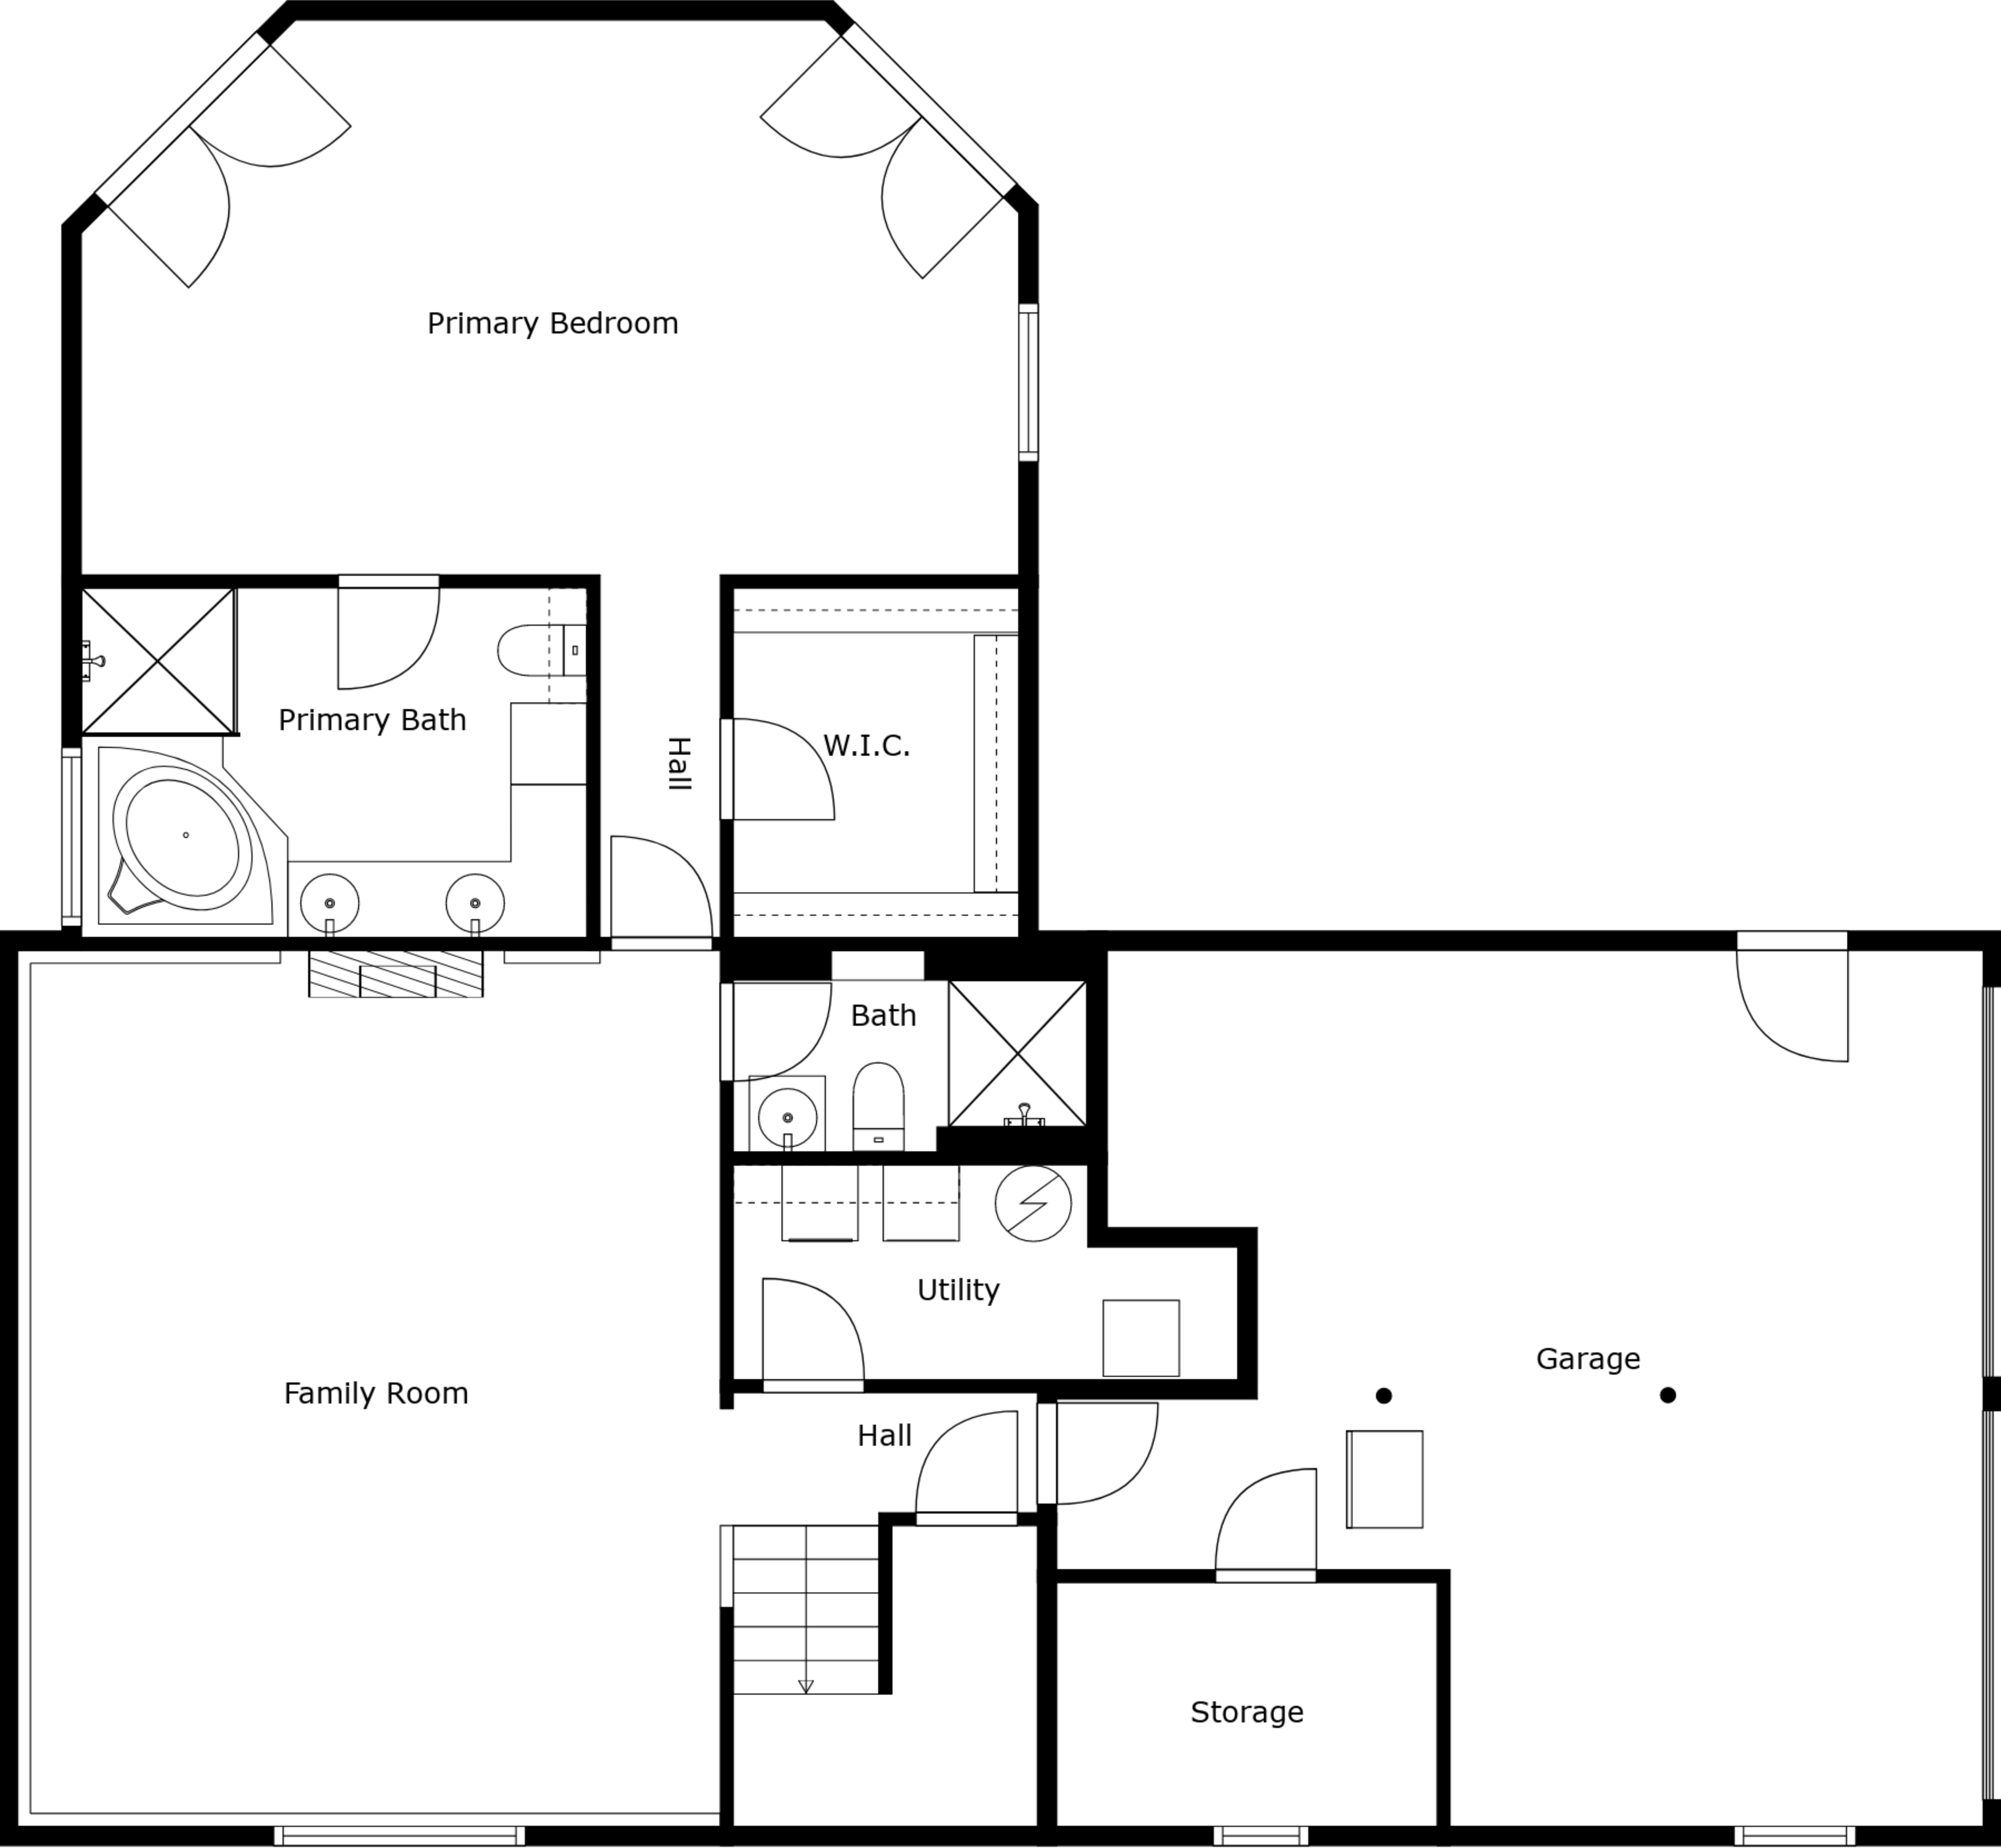 Primary Bedroom
Primary Bath
Hall
W.I.C.
Bath
Utility
Family Room
Hall
Garage
Storage